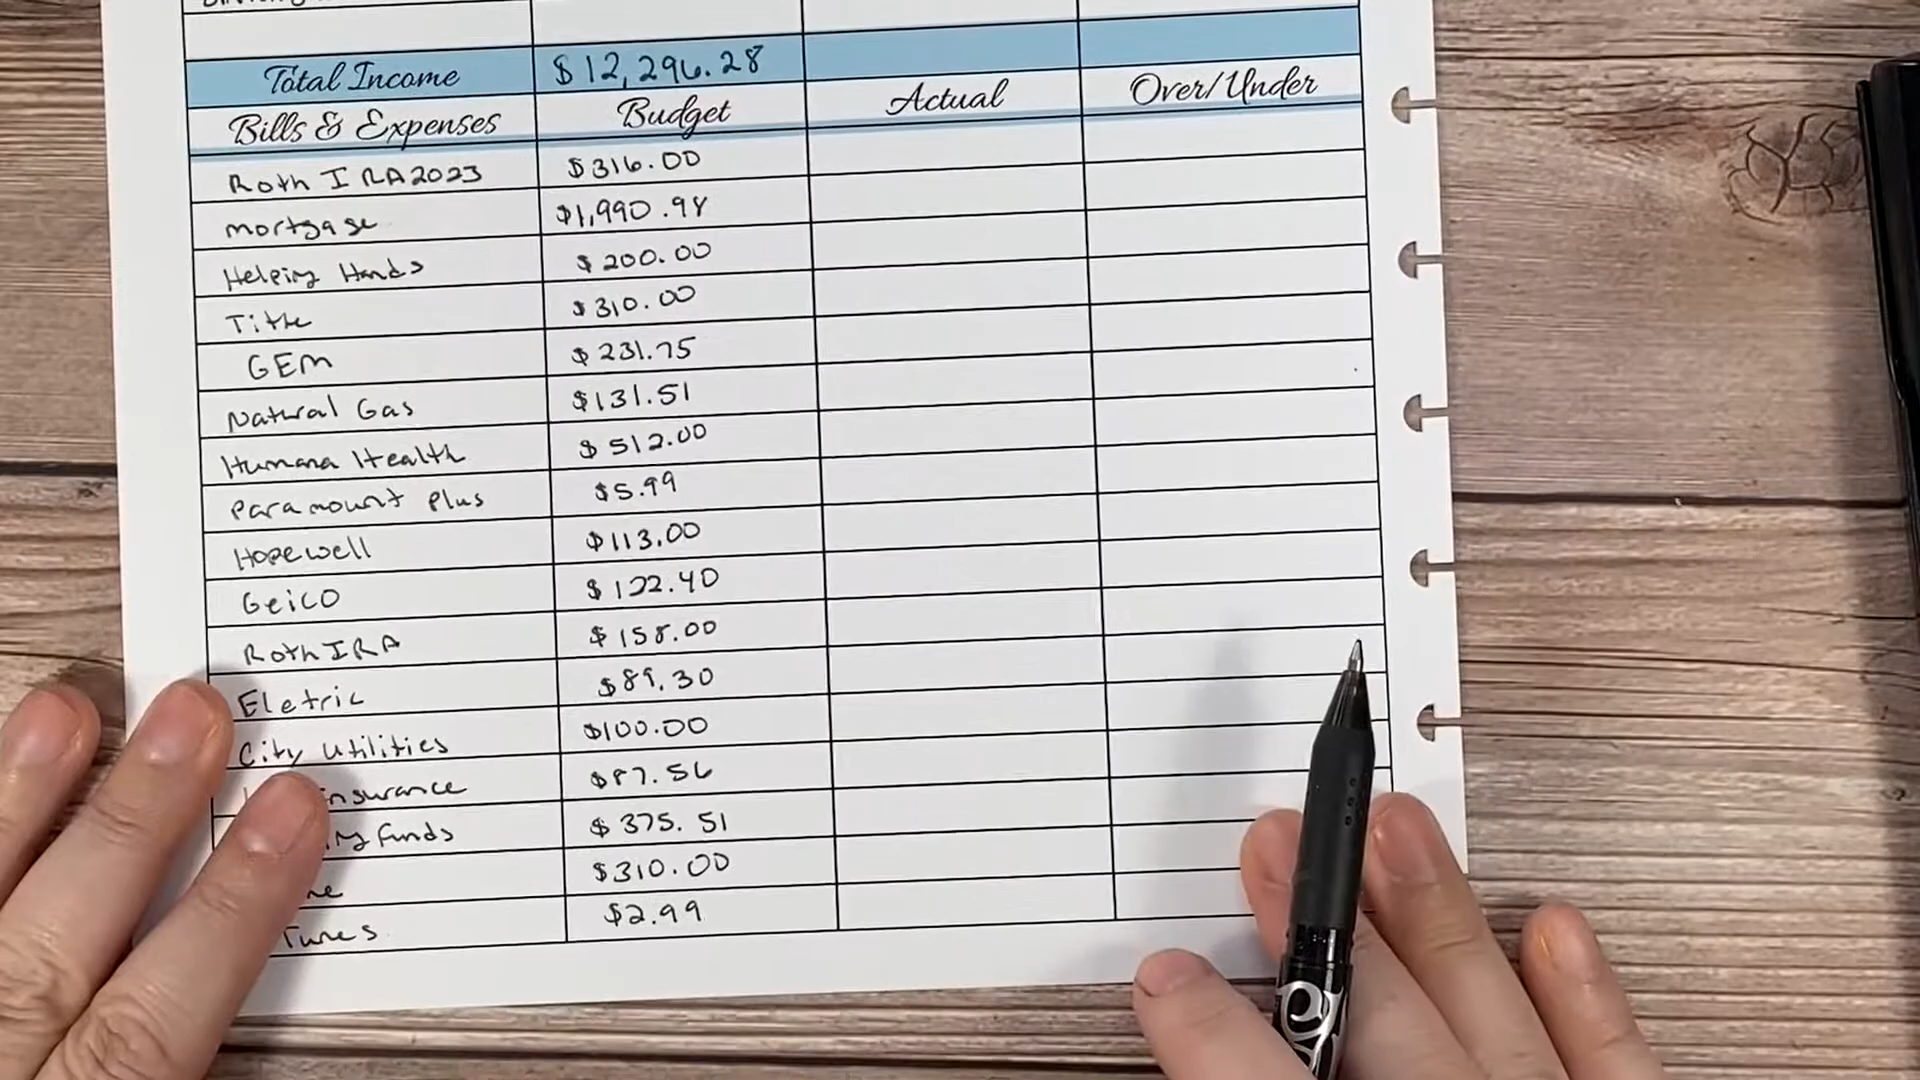 Total Income $12,296.28
Bills & Expenses Budget Actual Over/Under
Roth IRA 2023 $316.00
mortgage $1,990.98
Helping Hands $200.00
Title $310.00
GEM $231.75
Natural Gas $131.51
Humana Health $512.00
Paramount Plus $5.99
Hopewell $113.00
Geico $122.40
Roth IRA $158.00
Eletric $89.30
City Utilities $100.00
insurance $87.56
Funds $375.51
$310.00
Tunes $2.99